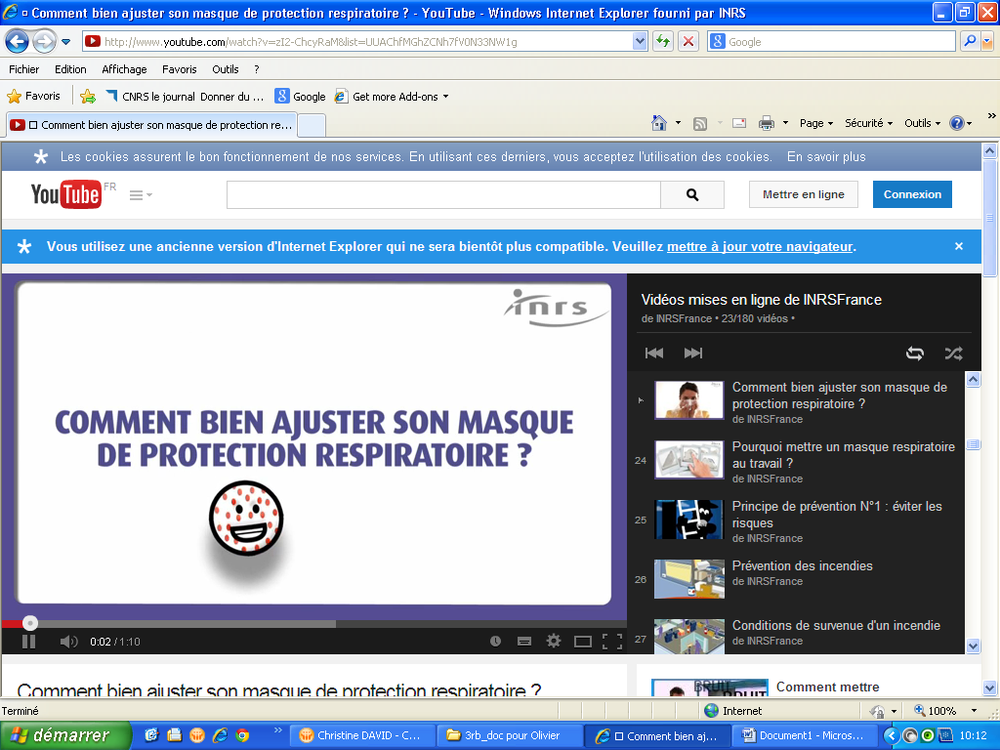 ¤ Comment bien ajuster son masque de protection respiratoire ? - YouTube - Windows Internet Explorer fourni par INRS
http://www.youtube.com/watch?v=zI2-ChcyRaM&list=UUAChfMGhZCNh7fV0N33NW1g
Google
Fichier Edition Affichage Favoris Outils ?
Favoris CNRS le journal Donner du ... Google Get more Add-ons
Comment bien ajuster son masque de protection re...
Page Sécurité Outils
Les cookies assurent le bon fonctionnement de nos services. En utilisant ces derniers, vous acceptez l'utilisation des cookies. En savoir plus
YouTube FR
Mettre en ligne
Connexion
Vous utilisez une ancienne version d'Internet Explorer qui ne sera bientôt plus compatible. Veuillez mettre à jour votre navigateur. ×
inrs
COMMENT BIEN AJUSTER SON MASQUE
DE PROTECTION RESPIRATOIRE ?
0:02 / 1:10
Vidéos mises en ligne de INRSFrance
de INRSFrance • 23/180 vidéos •
Comment bien ajuster son masque de
protection respiratoire ?
de INRSFrance
24
Pourquoi mettre un masque respiratoire
au travail ?
de INRSFrance
25
Principe de prévention N°1 : éviter les
risques
de INRSFrance
26
Prévention des incendies
de INRSFrance
27
Conditions de survenue d'un incendie
de INRSFrance
Comment bien ajuster son masque de protection respiratoire ?
BRUIT
Comment mettre
Terminé
Internet
100%
démarrer
Christine DAVID - C...
3rb_doc pour Olivier
Comment bien aj...
Document1 - Micros...
10:12